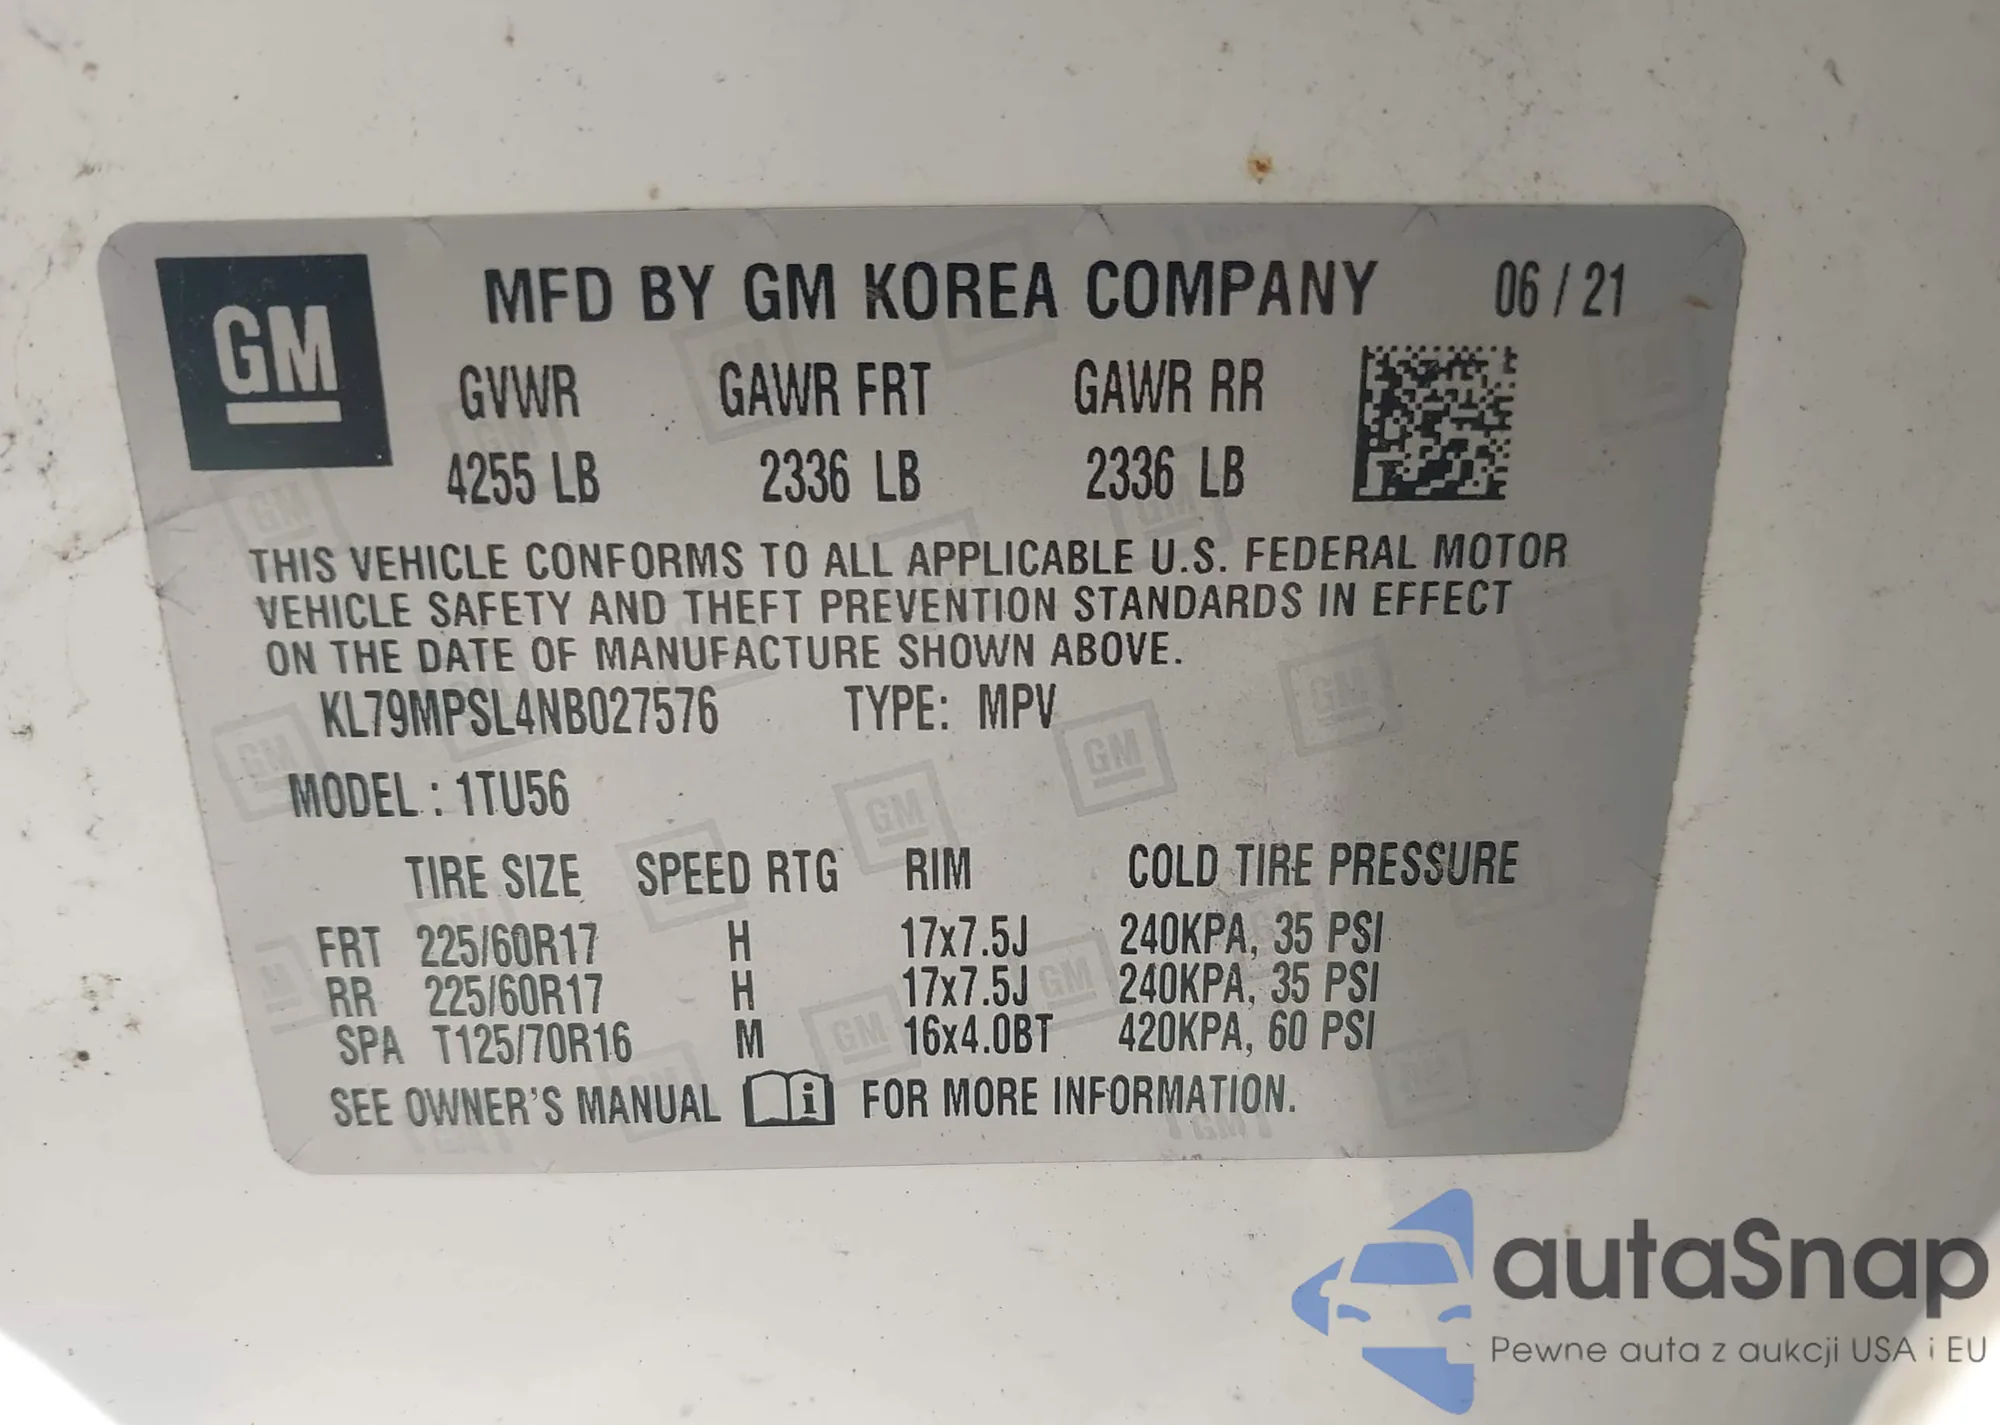 GM
MFD BY GM KOREA COMPANY 06 / 21
GVWR GAWR FRT GAWR RR
4255 LB 2336 LB 2336 LB
THIS VEHICLE CONFORMS TO ALL APPLICABLE U.S. FEDERAL MOTOR
VEHICLE SAFETY AND THEFT PREVENTION STANDARDS IN EFFECT
ON THE DATE OF MANUFACTURE SHOWN ABOVE.
KL79MPSL4NB027576 TYPE: MPV
MODEL : 1TU56
TIRE SIZE SPEED RTG RIM COLD TIRE PRESSURE
FRT 225/60R17 H 17x7.5J 240KPA, 35 PSI
RR 225/60R17 H 17x7.5J 240KPA, 35 PSI
SPA T125/70R16 M 16x4.0BT 420KPA, 60 PSI
SEE OWNER'S MANUAL i FOR MORE INFORMATION.
autaSnap
Pewne auta z aukcji USA i EU